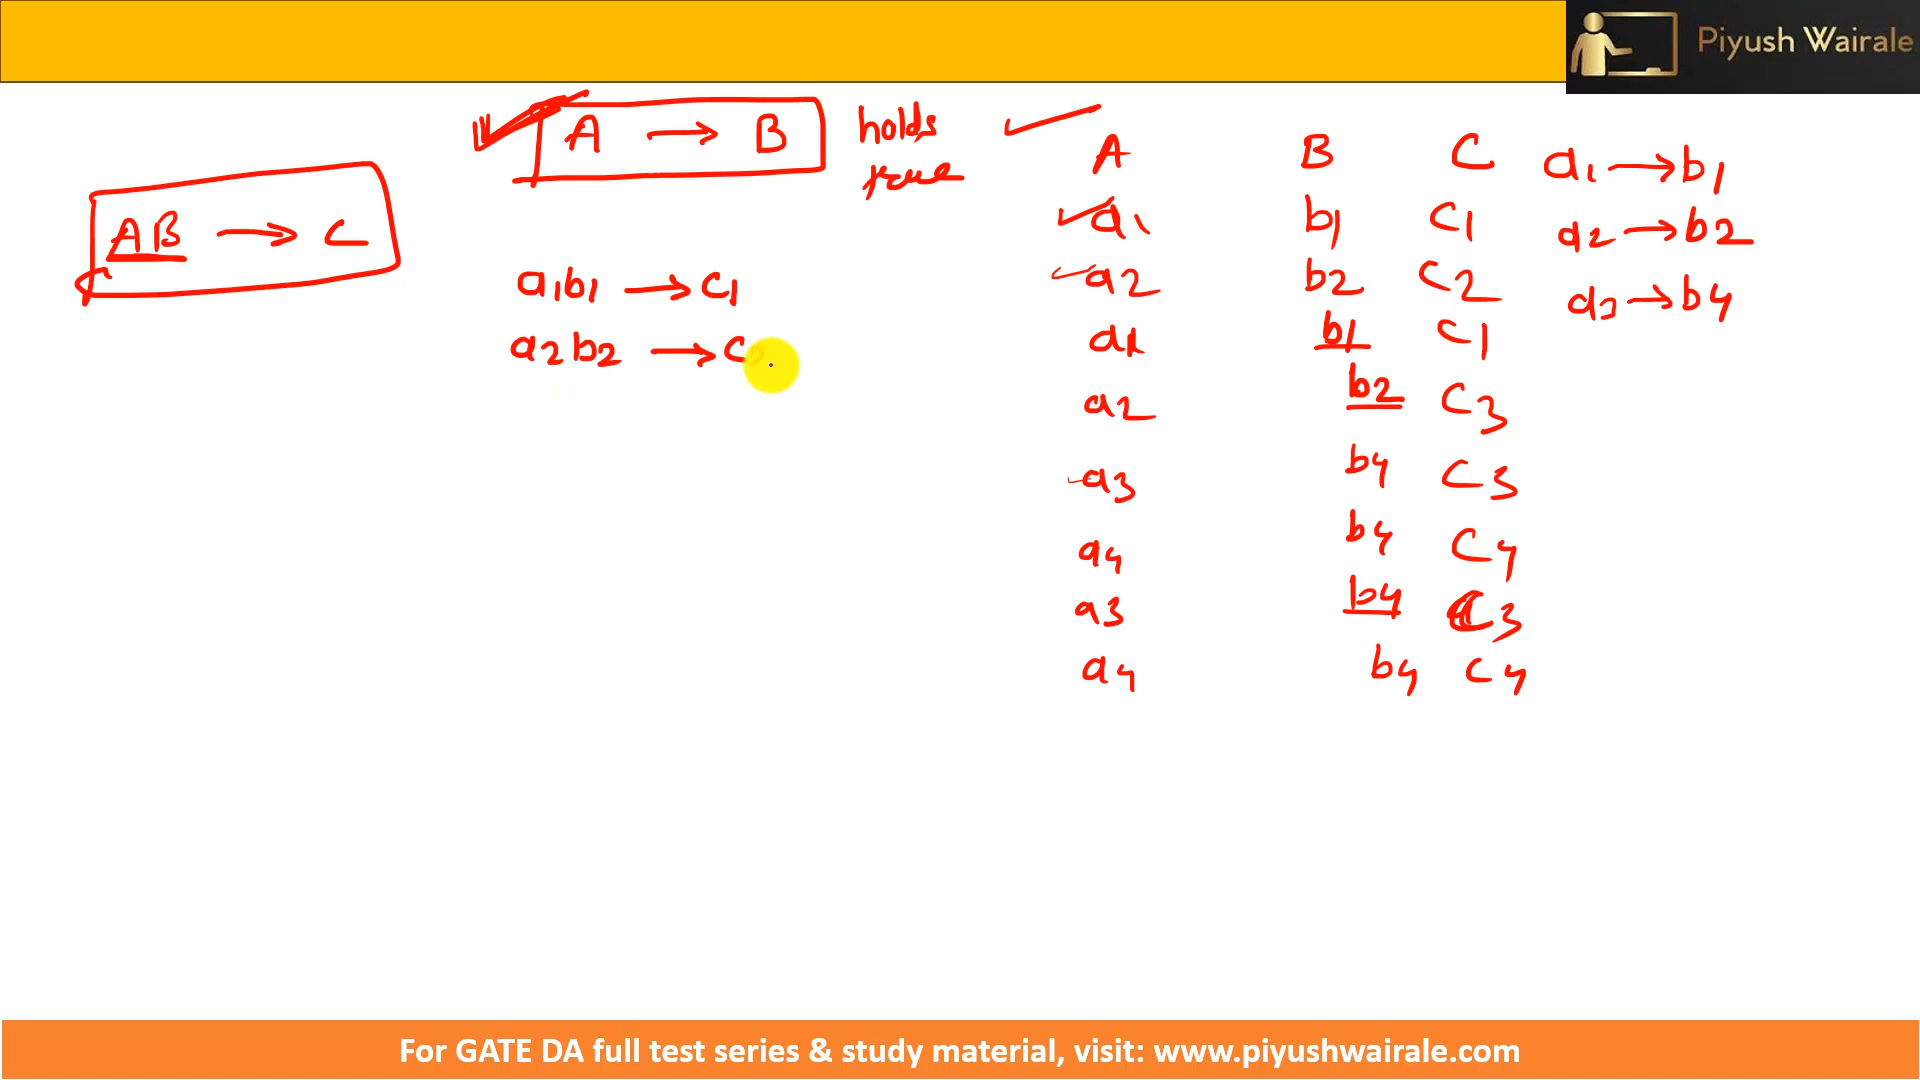 Piyush Wairale
A → B holds true
AB → C
a1b1 → c1
a2b2 → c
A B C
a1 b1 C1
a2 b2 C2
a1 b1 C1
a2 b2 C3
a3 b4 C3
a4 b4 C4
a3 b4 C3
a4 b4 C4
a1 → b1
a2 → b2
a3 → b4
For GATE DA full test series & study material, visit: www.piyushwairale.com